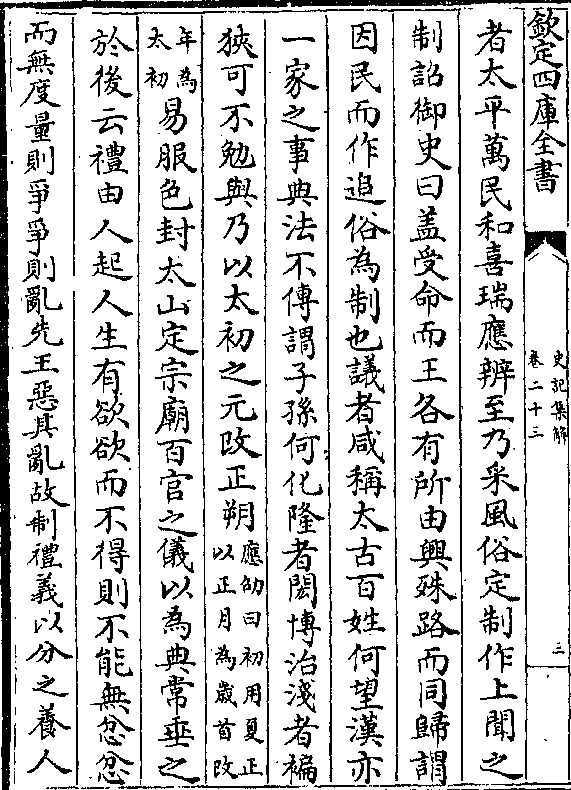 欽定四庫全書
史記集解
卷二十三
三
者太平萬民和喜瑞應辨至乃采風俗定制作上聞之
制詔御史曰盖受命而王各有所由興殊路而同歸謂
因民而作追俗為制也議者咸稱太古百姓何望漢亦
一家之事典法不傳謂子孫何化隆者閎博治淺者褊
狹可不勉與乃以太初之元改正朔
應劭曰初用夏正
以正月為歲首改
年為
太初
易服色封太山定宗廟百官之儀以為典常垂之
於後云禮由人起人生有欲欲而不得則不能無忿忿
而無度量則爭爭則亂先王惡其亂故制禮義以分之養人